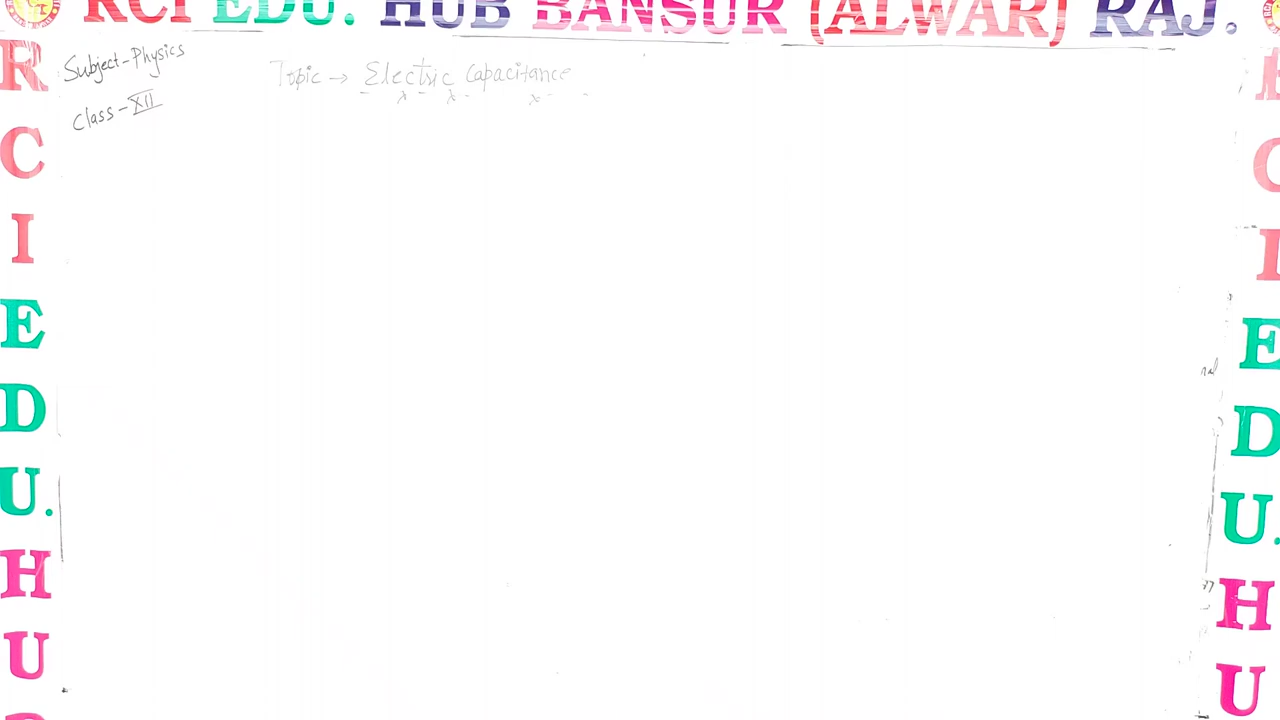 RCI EDU. HUB BANSUR (ALWAR) RAJ.
Subject-Physics
Topic → Electric Capacitance
Class-XII
R
C
I
E
D
U.
H
U
R
C
I
E
D
U.
H
U